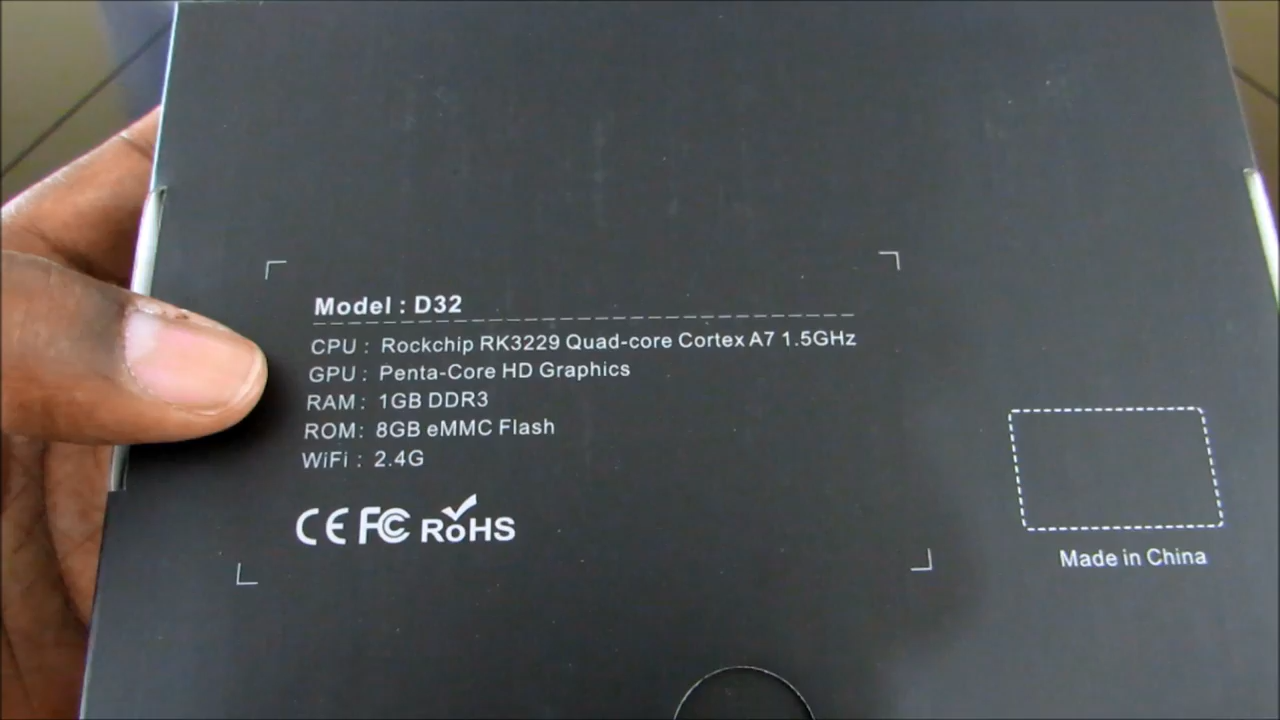 Model : D32
CPU : Rockchip RK3229 Quad-core Cortex A7 1.5GHz
GPU : Penta-Core HD Graphics
RAM : 1GB DDR3
ROM: 8GB eMMC Flash
WiFi : 2.4G
CE FC RoHS
Made in China